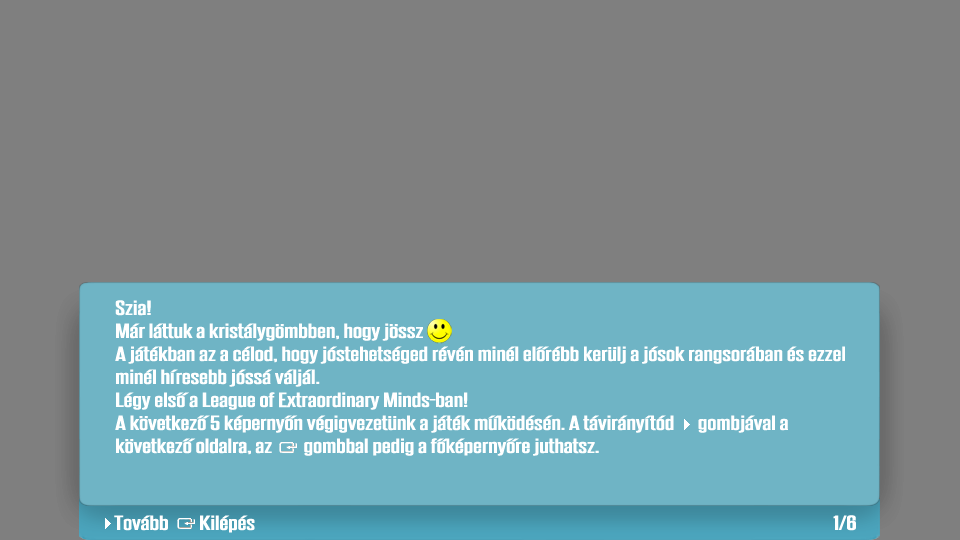 Szia!
Már láttuk a kristálygömbben, hogy jössz
A játékban az a célod, hogy jóstehetséged révén minél előrébb kerülj a jósok rangsorában és ezzel
minél híresebb jóssá váljál.
Légy első a League of Extraordinary Minds-ban!
A következő 5 képernyőn végigvezetünk a játék működésén. A távirányítód gombjával a
következő oldalra, az gombbal pedig a főképernyőre juthatsz.
Tovább Kilépés 1/6